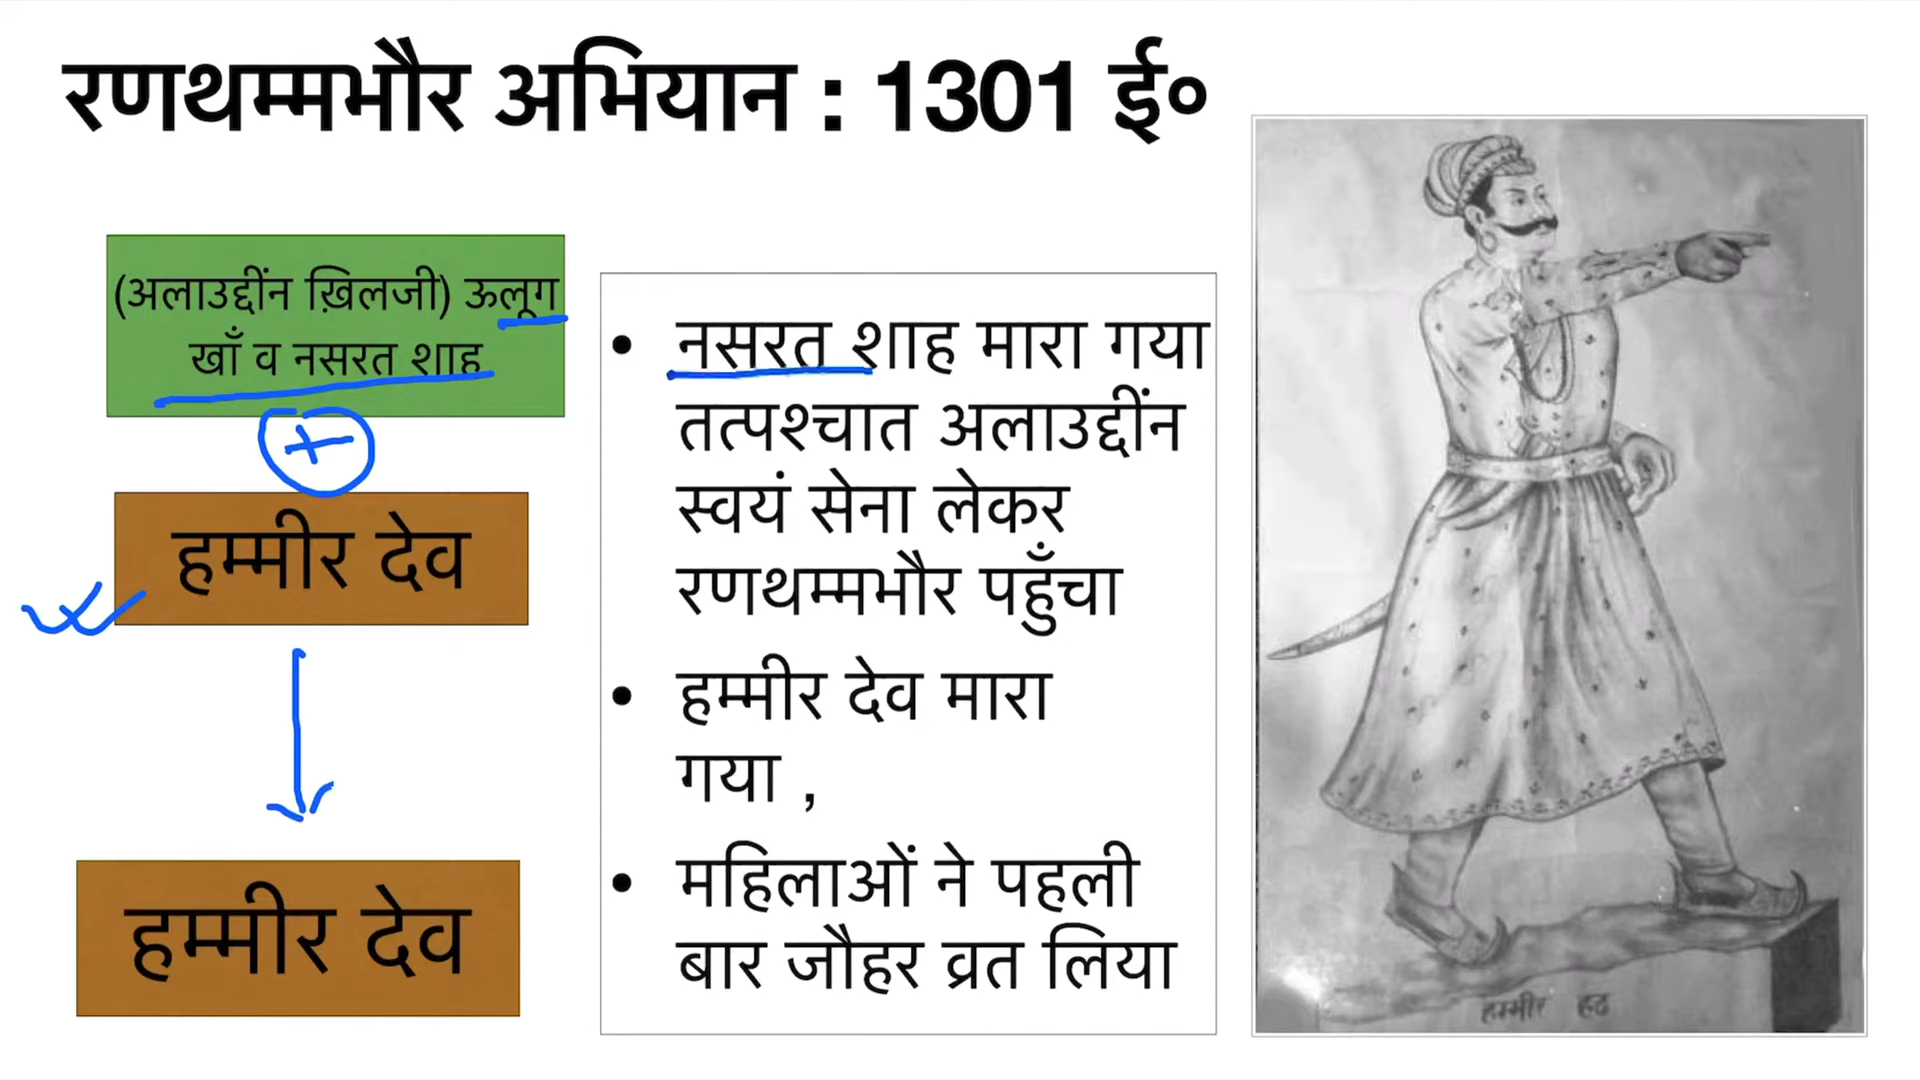 रणथम्मभौर अभियान : 1301 ई०
(अलाउद्दींन ख़िलजी) ऊलूग
खाँ व नसरत शाह
हम्मीर देव
हम्मीर देव
• नसरत शाह मारा गया
तत्पश्चात अलाउद्दींन
स्वयं सेना लेकर
रणथम्मभौर पहुँचा
• हम्मीर देव मारा
गया ,
• महिलाओं ने पहली
बार जौहर व्रत लिया
हम्मीर हठ